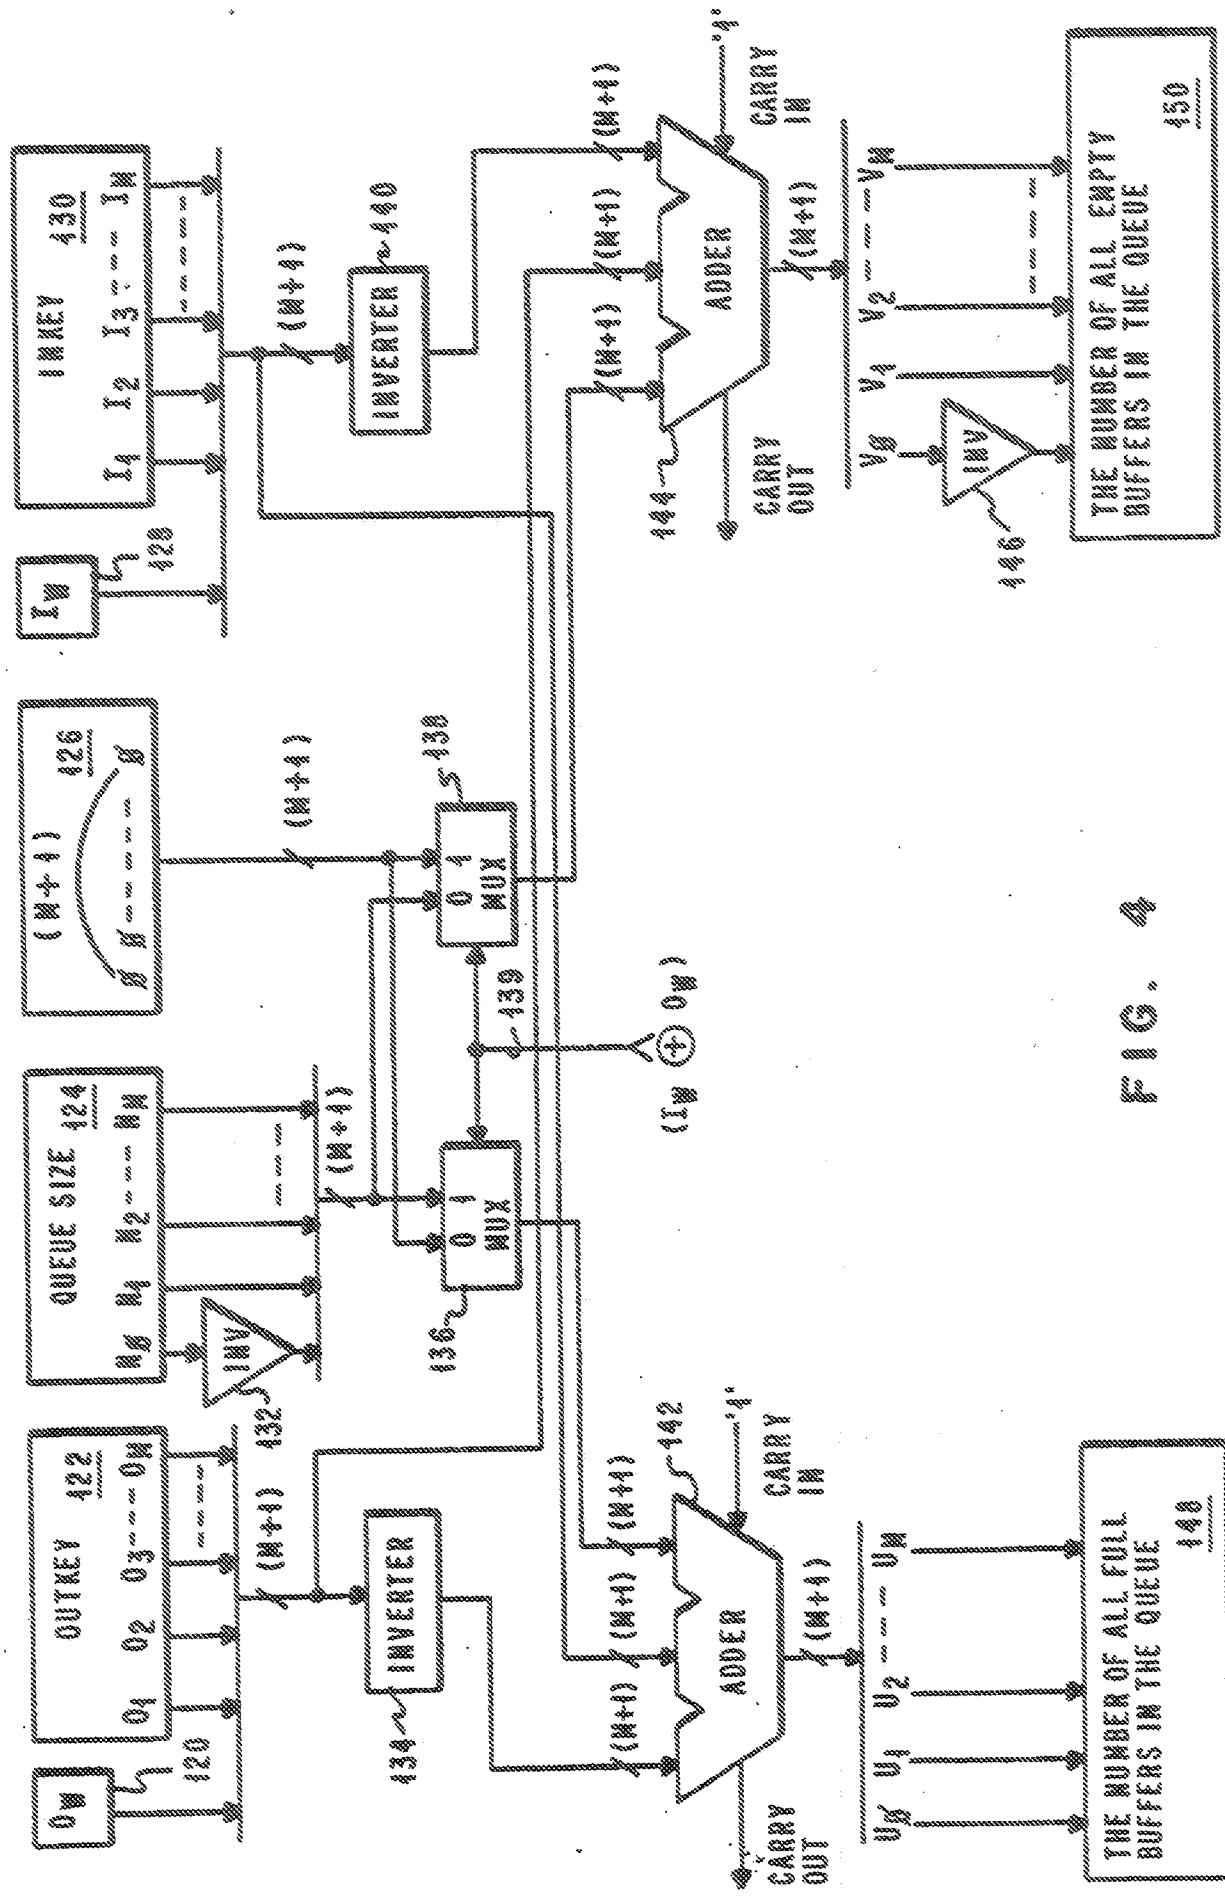 O_W
120
OUTKEY 122
O1 O2 O3 --- OM
QUEUE SIZE 124
NØ N1 N2 --- NM
(M+1)
126
Ø Ø ----- Ø
I_W
128
INKEY 130
I1 I2 I3 --- IM
INV
132
(M+1)
(M+1)
(M+1)
(M+1)
INVERTER
134
136
0 1
MUX
0 1
MUX
138
139
INVERTER
140
(I_W ⊕ O_W)
(M+1)
(M+1)
(M+1)
(M+1)
(M+1)
(M+1)
ADDER
142
'1'
CARRY IN
CARRY OUT
ADDER
144
'1'
CARRY IN
CARRY OUT
(M+1)
(M+1)
UØ U1 U2 --- UM
VØ V1 V2 --- VM
INV
146
THE NUMBER OF ALL FULL
BUFFERS IN THE QUEUE 148
THE NUMBER OF ALL EMPTY
BUFFERS IN THE QUEUE 150
FIG. 4